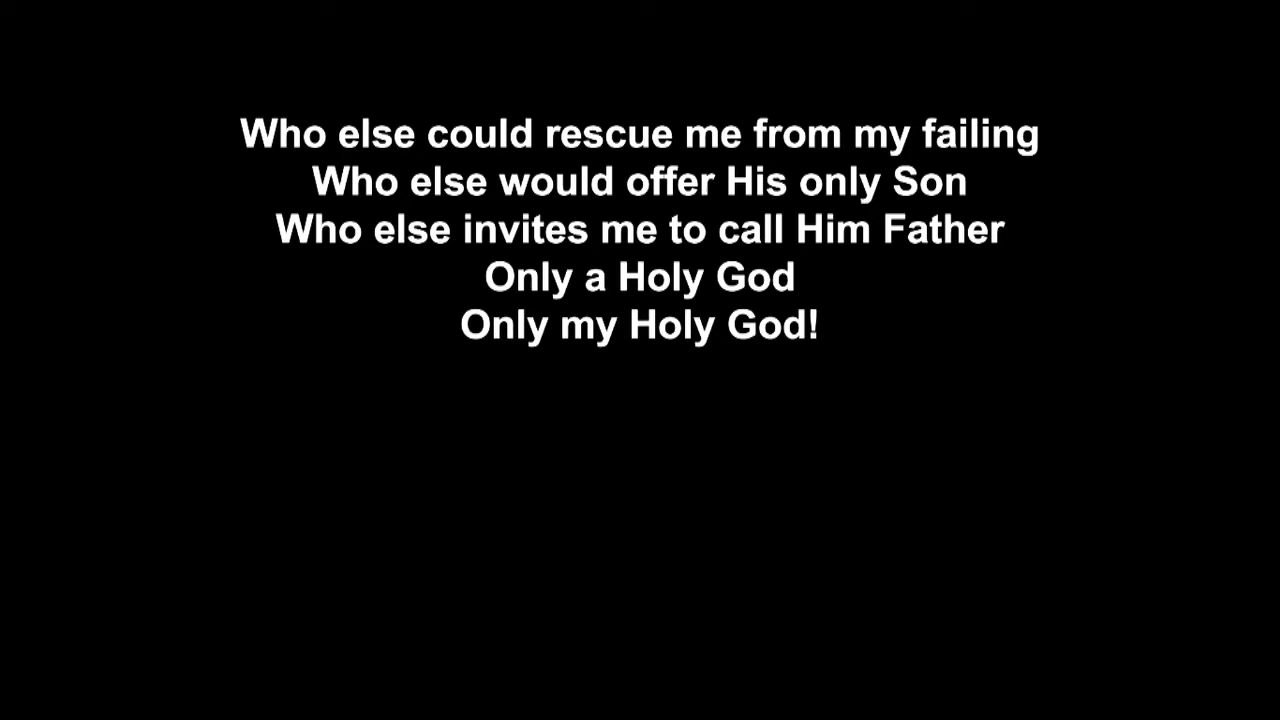 Who else could rescue me from my failing
Who else would offer His only Son
Who else invites me to call Him Father
Only a Holy God
Only my Holy God!